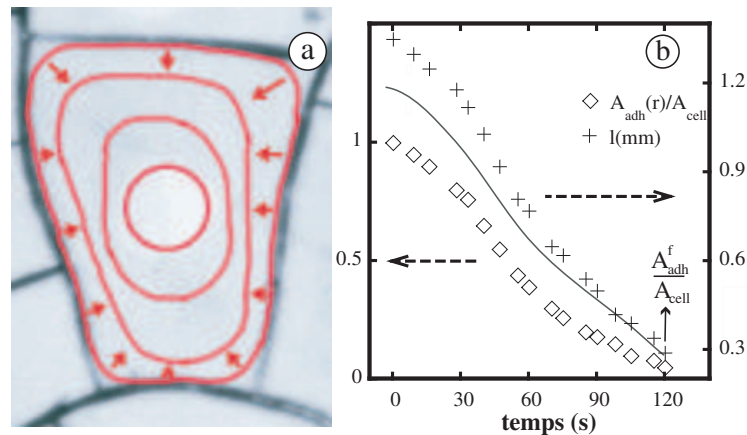 a
b
1
0.5
0
1.2
0.9
0.6
0.3
◇ A_adh(r)/A_cell
+ l(mm)
A^f_adh
A_cell
0 30 60 90 120
temps (s)